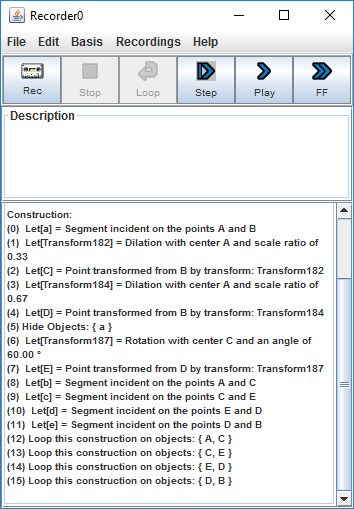 Recorder0
File Edit Basis Recordings Help
Rec Stop Loop Step Play FF
Description
Construction:
(0) Let[a] = Segment incident on the points A and B
(1) Let[Transform182] = Dilation with center A and scale ratio of
0.33
(2) Let[C] = Point transformed from B by transform: Transform182
(3) Let[Transform184] = Dilation with center A and scale ratio of
0.67
(4) Let[D] = Point transformed from B by transform: Transform184
(5) Hide Objects: { a }
(6) Let[Transform187] = Rotation with center C and an angle of
60.00 °
(7) Let[E] = Point transformed from D by transform: Transform187
(8) Let[b] = Segment incident on the points A and C
(9) Let[c] = Segment incident on the points C and E
(10) Let[d] = Segment incident on the points E and D
(11) Let[e] = Segment incident on the points D and B
(12) Loop this construction on objects: { A, C }
(13) Loop this construction on objects: { C, E }
(14) Loop this construction on objects: { E, D }
(15) Loop this construction on objects: { D, B }